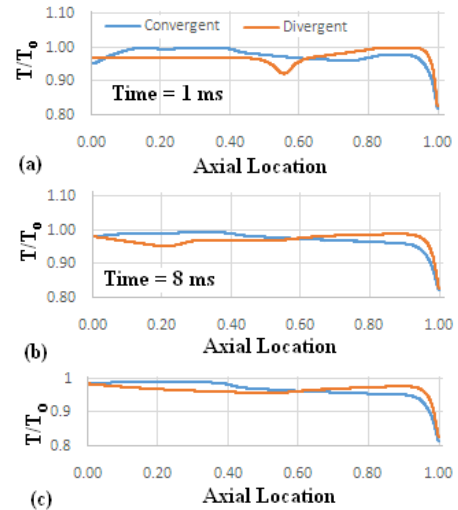 (a)
T/To
1.10
Convergent Divergent
1.00
0.90
Time = 1 ms
0.80
0.00 0.20 0.40 0.60 0.80 1.00
Axial Location
(b)
T/To
1.10
1.00
0.90
Time = 8 ms
0.80
0.00 0.20 0.40 0.60 0.80 1.00
Axial Location
(c)
T/To
1
0.9
0.8
0.00 0.20 0.40 0.60 0.80 1.00
Axial Location